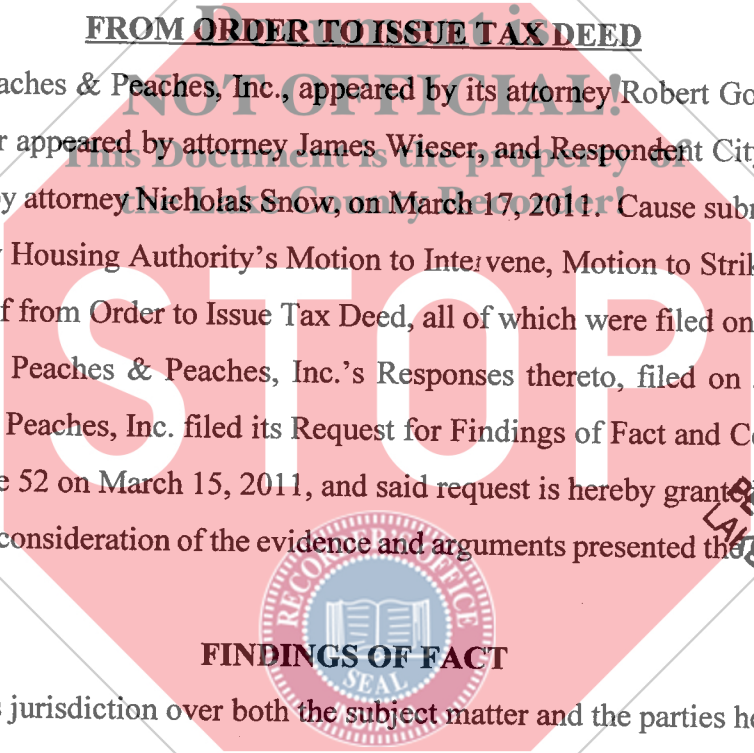 Document is
FROM ORDER TO ISSUE TAX DEED
aches & Peaches, Inc., appeared by its attorney Robert Go
NOT OFFICIAL!
r appeared by attorney James Wieser, and Respondent City
This Document is the property of
y attorney Nicholas Snow, on March 17, 2011. Cause subr
the Lake County Recorder!
Housing Authority's Motion to Intervene, Motion to Strik
f from Order to Issue Tax Deed, all of which were filed on
Peaches & Peaches, Inc.'s Responses thereto, filed on
Peaches, Inc. filed its Request for Findings of Fact and C
e 52 on March 15, 2011, and said request is hereby granted
consideration of the evidence and arguments presented the
STOP
RECORDER'S OFFICE
SEAL
FINDINGS OF FACT
s jurisdiction over both the subject matter and the parties he